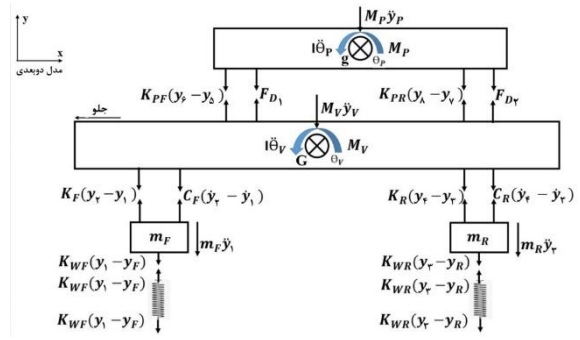 y
x
مدل دوبعدی
M_P ÿ_P
Iθ̈_P
g
θ_P
M_P
K_PF(y_۶ − y_۵)
F_D۱
K_PR(y_۸ − y_۷)
F_D۲
جلو
M_V ÿ_V
Iθ̈_V
G
θ_V
M_V
K_F(y_۲ − y_۱)
C_F(ẏ_۲ − ẏ_۱)
K_R(y_۴ − y_۳)
C_R(ẏ_۴ − ẏ_۳)
m_F
m_F ÿ_۱
m_R
m_R ÿ_۳
K_WF(y_۱ − y_F)
K_WR(y_۳ − y_R)
K_WF(y_۱ − y_F)
K_WR(y_۳ − y_R)
K_WF(y_۱ − y_F)
K_WR(y_۳ − y_R)